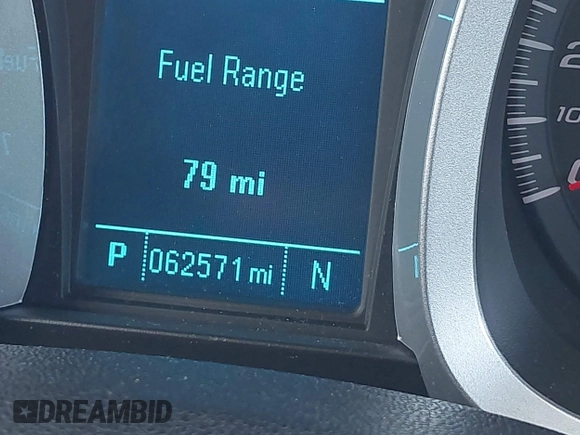 Fuel Range
79 mi
P 062571 mi N
DREAMBID